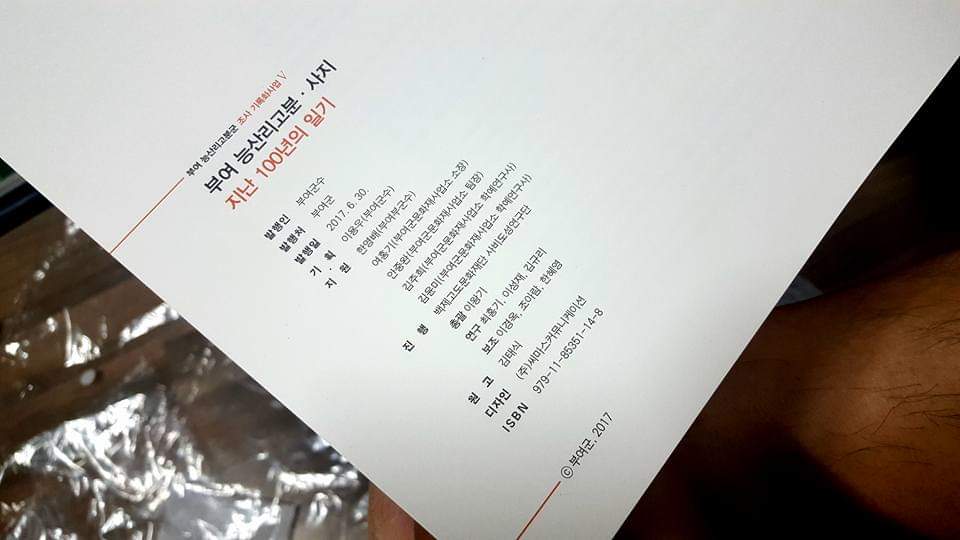 부여 능산리고분군 조사 기록화사업 V
부여 능산리고분·사지
지난 100년의 일기
발행인 부여군수
발행처 부여군
발행일 2017. 6. 30.
기 획 이용우(부여군수)
지 원 한영배(부여부군수)
여홍기(부여군문화재사업소 소장)
인중완(부여군문화재사업소 팀장)
김주희(부여군문화재사업소 학예연구사)
김윤미(부여군문화재사업소 학예연구사)
진 행 백제고도문화재단 사비도성연구단
총괄 이왕기
연구 최홍기, 이성재, 김규리
보조 이경옥, 조아람, 한혜영
원 고 김태식
디자인 (주)씨마스커뮤니케이션
ISBN 979-11-85351-14-8
ⓒ 부여군, 2017